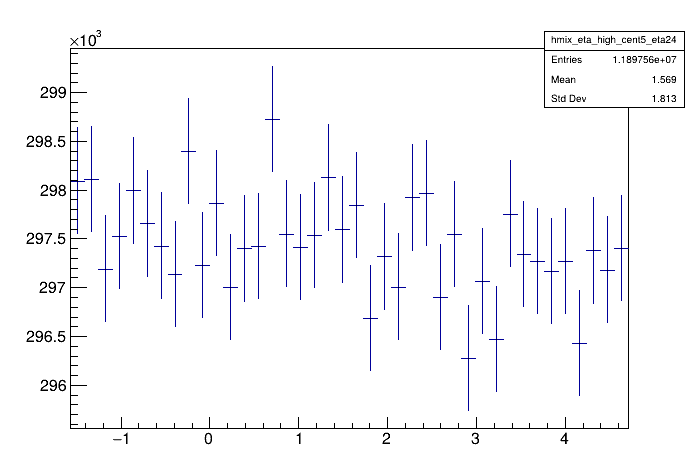 ×10³
hmix_eta_high_cent5_eta24
Entries 1.189756e+07
Mean 1.569
Std Dev 1.813
299
298.5
298
297.5
297
296.5
296
−1 0 1 2 3 4